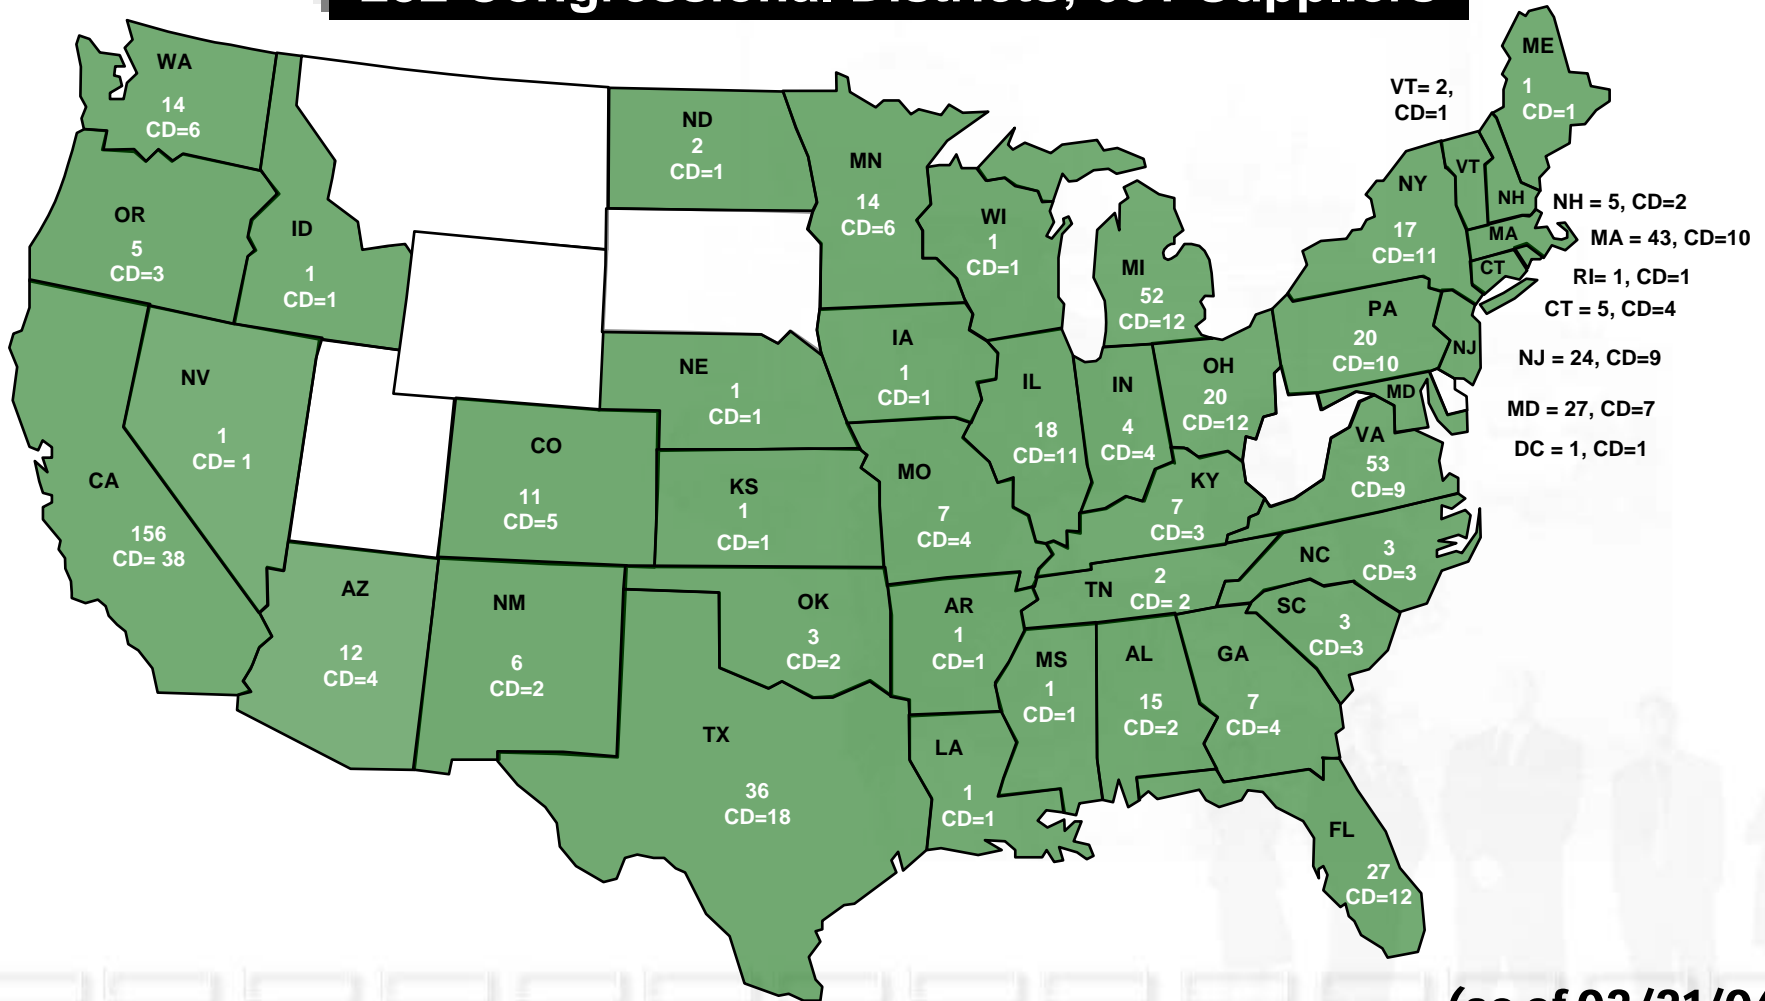 Congressional Districts,
WA
14
CD=6
OR
5
CD=3
ID
1
CD=1
ND
2
CD=1
MN
14
CD=6
WI
1
CD=1
MI
52
CD=12
VT= 2,
CD=1
ME
1
CD=1
NY
17
CD=11
VT
NH
NH = 5, CD=2
MA
MA = 43, CD=10
CT
RI= 1, CD=1
CT = 5, CD=4
PA
20
CD=10
NJ
NJ = 24, CD=9
MD
MD = 27, CD=7
DC = 1, CD=1
NV
1
CD= 1
CA
156
CD= 38
NE
1
CD=1
IA
1
CD=1
IL
18
CD=11
IN
4
CD=4
OH
20
CD=12
VA
53
CD=9
CO
11
CD=5
KS
1
CD=1
MO
7
CD=4
KY
7
CD=3
NC
3
CD=3
TN
2
CD= 2
SC
3
CD=3
AZ
12
CD=4
NM
6
CD=2
OK
3
CD=2
AR
1
CD=1
MS
1
CD=1
AL
15
CD=2
GA
7
CD=4
TX
36
CD=18
LA
1
CD=1
FL
27
CD=12
(as of